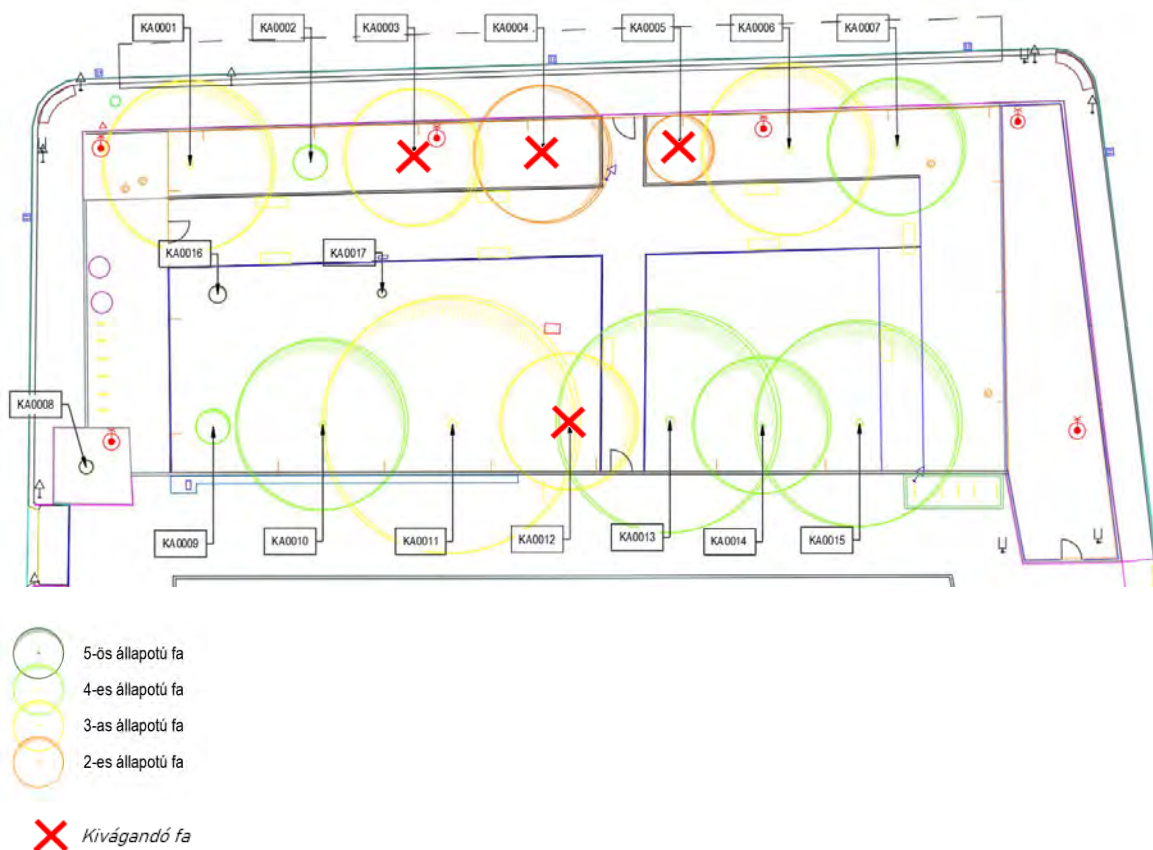 KA0001
KA0002
KA0003
KA0004
KA0005
KA0006
KA0007
KA0016
KA0017
KA0008
KA0009
KA0010
KA0011
KA0012
KA0013
KA0014
KA0015
5-ös állapotú fa
4-es állapotú fa
3-as állapotú fa
2-es állapotú fa
Kivágandó fa